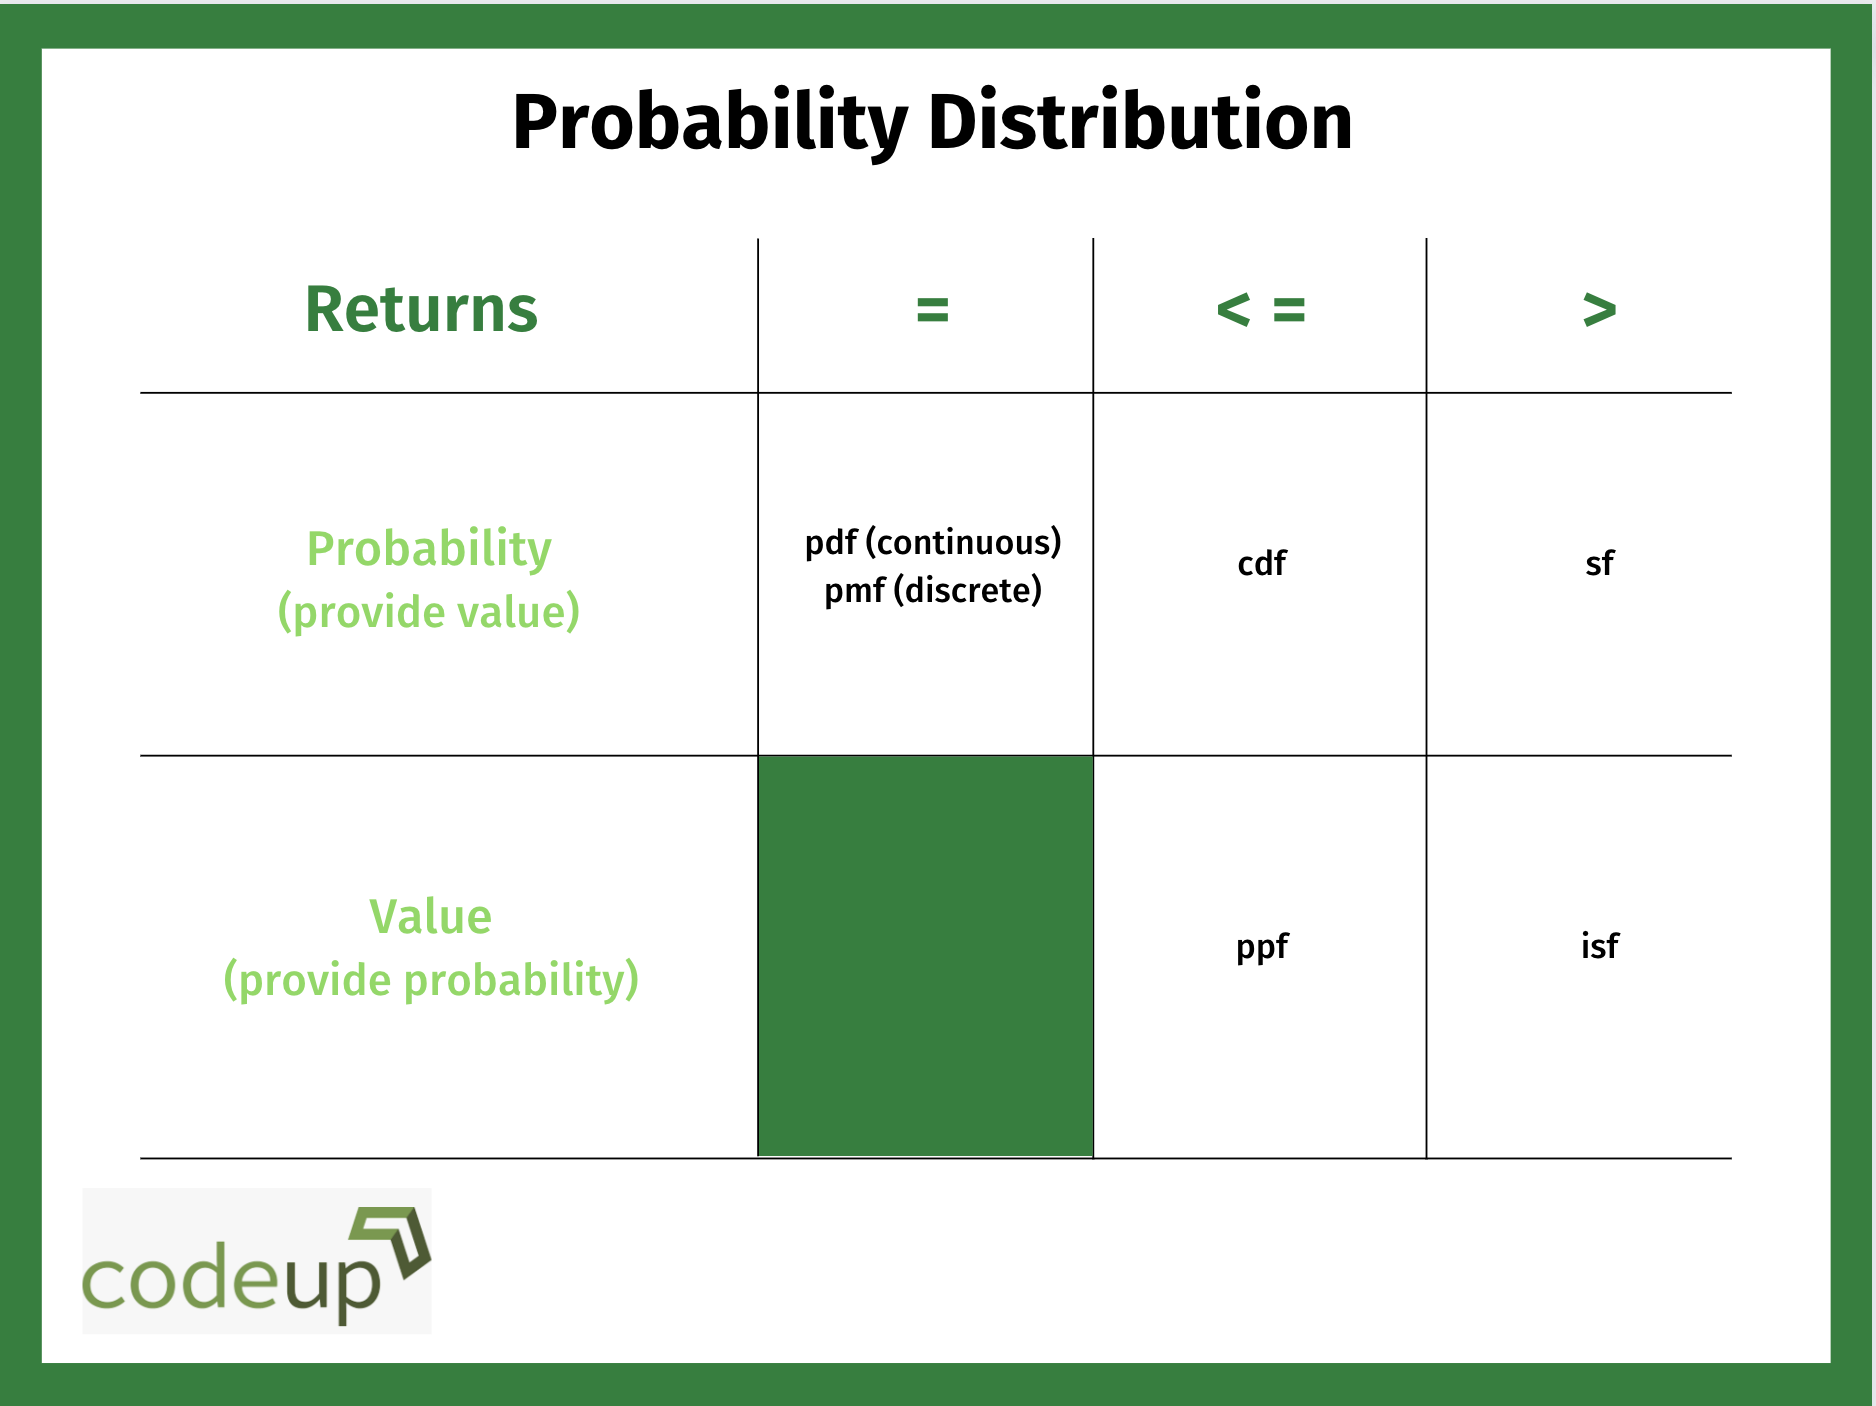 Probability Distribution
Returns
=
< =
>
Probability
(provide value)
pdf (continuous)
pmf (discrete)
cdf
sf
Value
(provide probability)
ppf
isf
codeup